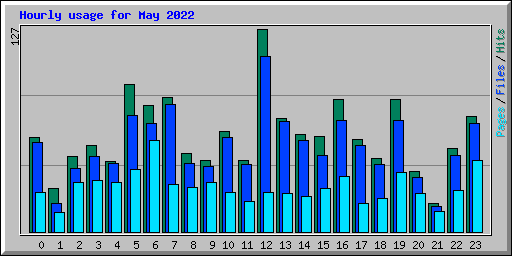 Hourly usage for May 2022
127
Pages/Files/Hits
0 1 2 3 4 5 6 7 8 9 10 11 12 13 14 15 16 17 18 19 20 21 22 23